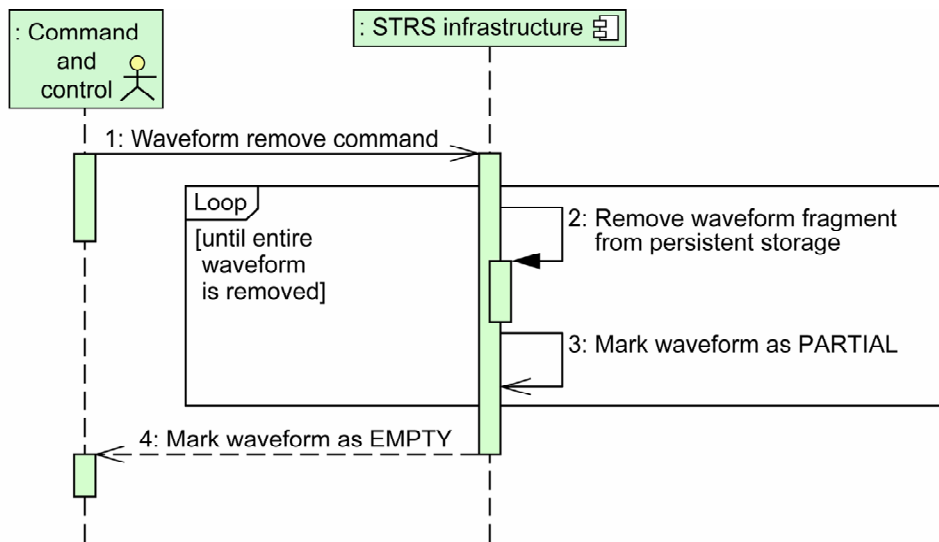 : Command
and
control
: STRS infrastructure
1: Waveform remove command
Loop
[until entire
waveform
is removed]
2: Remove waveform fragment
from persistent storage
3: Mark waveform as PARTIAL
4: Mark waveform as EMPTY